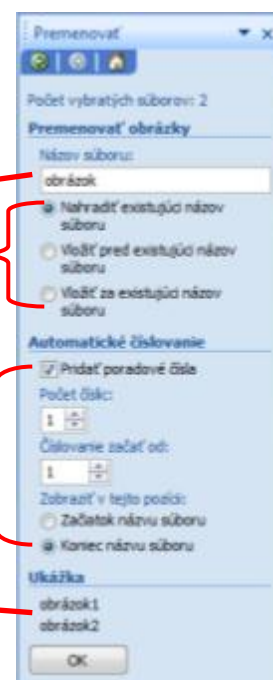 Premenovať
Počet vybratých súborov: 2
Premenovať obrázky
Názov súboru:
obrázok
Nahradiť existujúci názov
súboru
Vložiť pred existujúci názov
súboru
Vložiť za existujúci názov
súboru
Automatické číslovanie
Pridať poradové čísla
Počet číslic:
1
Číslovanie začať od:
1
Zobraziť v tejto pozícii:
Začiatok názvu súboru
Koniec názvu súboru
Ukážka
obrázok1
obrázok2
OK